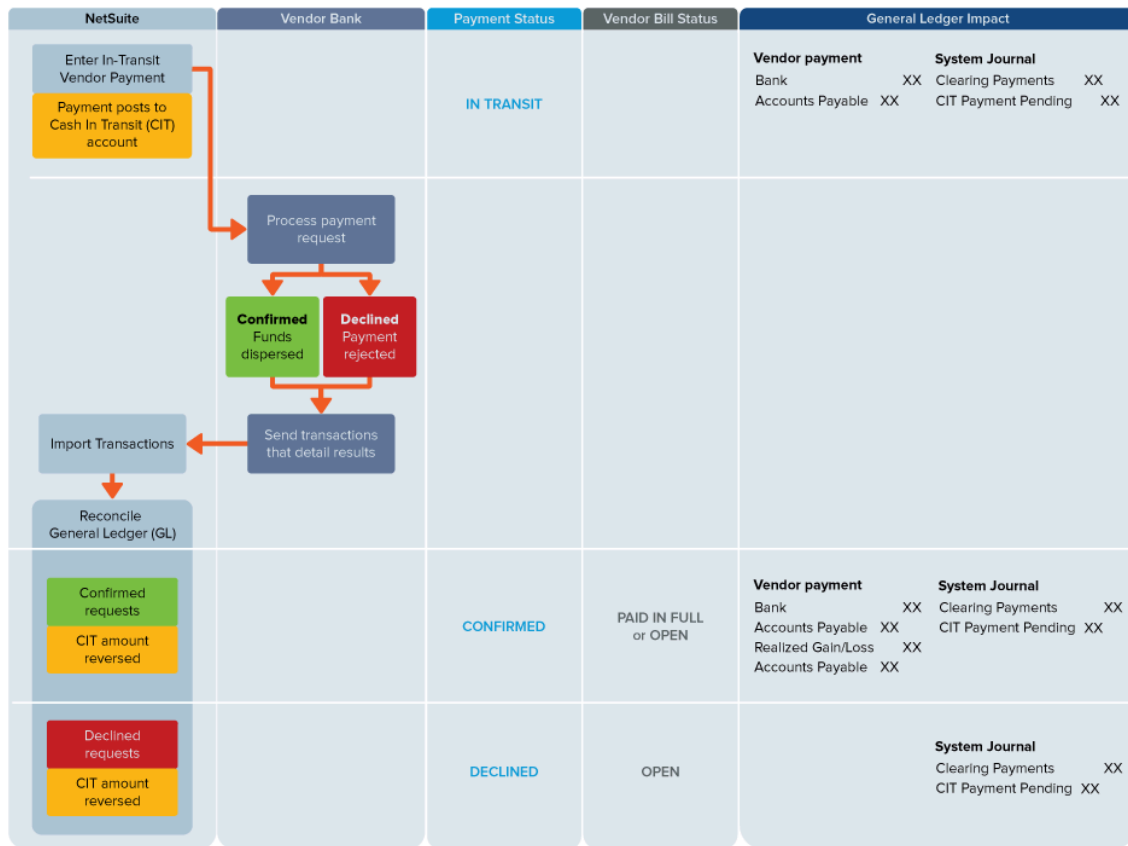 NetSuite
Vendor Bank
Payment Status
Vendor Bill Status
General Ledger Impact
Enter In-Transit
Vendor Payment
Payment posts to
Cash In Transit (CIT)
account
IN TRANSIT
Vendor payment
Bank XX
Accounts Payable XX
System Journal
Clearing Payments XX
CIT Payment Pending XX
Process payment
request
Confirmed
Funds
dispersed
Declined
Payment
rejected
Send transactions
that detail results
Import Transactions
Reconcile
General Ledger (GL)
Confirmed
requests
CIT amount
reversed
CONFIRMED
PAID IN FULL
or OPEN
Vendor payment
Bank XX
Accounts Payable XX
Realized Gain/Loss XX
Accounts Payable XX
System Journal
Clearing Payments XX
CIT Payment Pending XX
Declined
requests
CIT amount
reversed
DECLINED
OPEN
System Journal
Clearing Payments XX
CIT Payment Pending XX